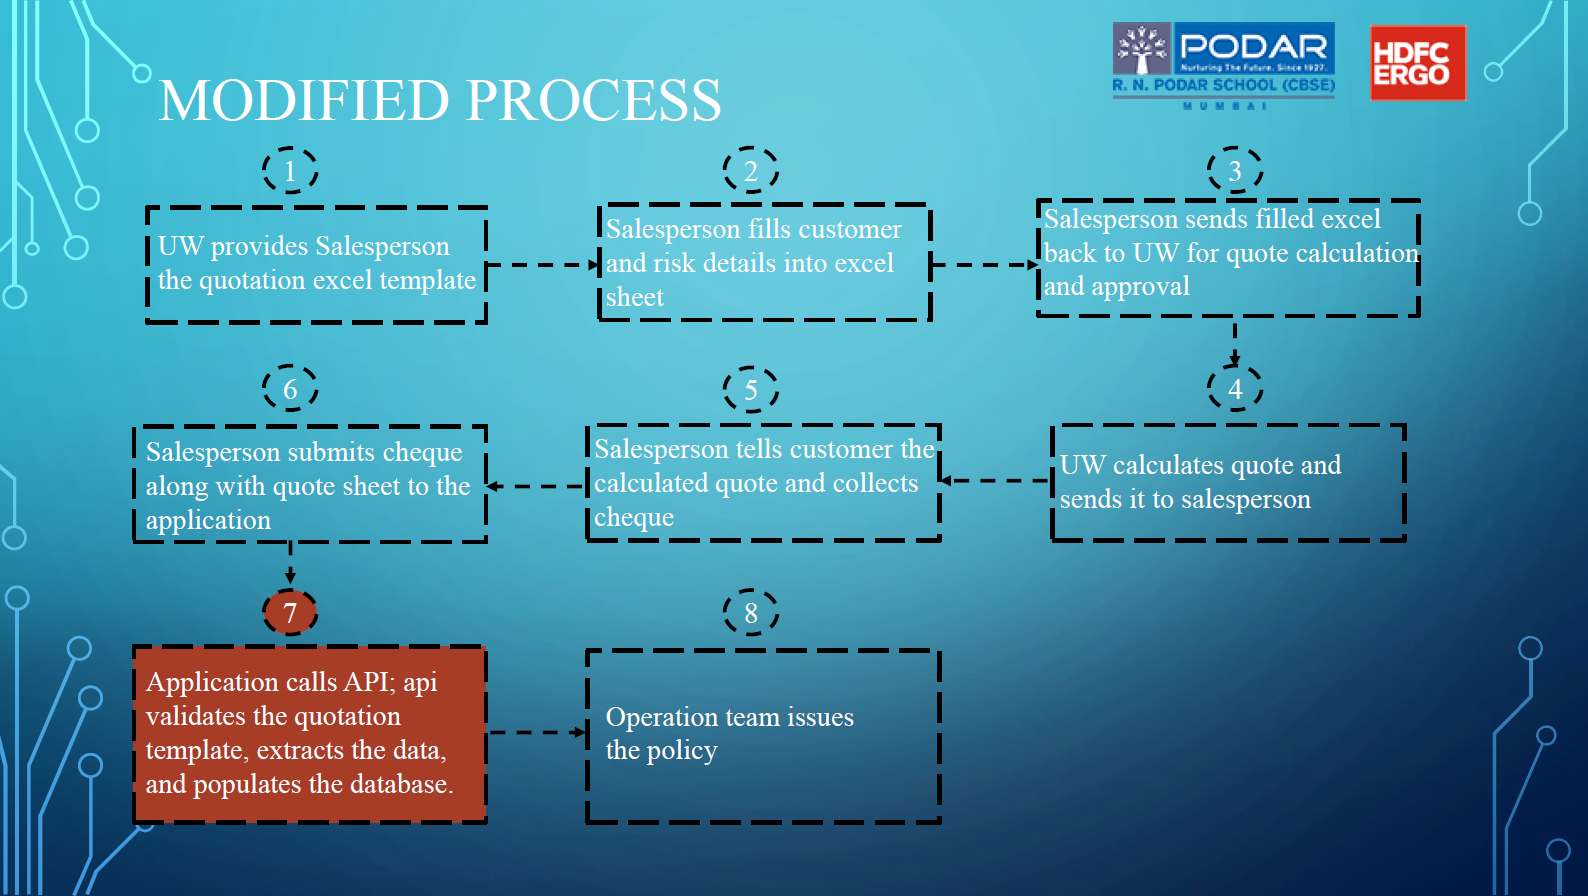 MODIFIED PROCESS
PODAR
Nurturing The Future. Since 1927.
R. N. PODAR SCHOOL (CBSE)
MUMBAI
HDFC
ERGO
1
UW provides Salesperson
the quotation excel template
2
Salesperson fills customer
and risk details into excel
sheet
3
Salesperson sends filled excel
back to UW for quote calculation
and approval
4
UW calculates quote and
sends it to salesperson
5
Salesperson tells customer the
calculated quote and collects
cheque
6
Salesperson submits cheque
along with quote sheet to the
application
7
Application calls API; api
validates the quotation
template, extracts the data,
and populates the database.
8
Operation team issues
the policy